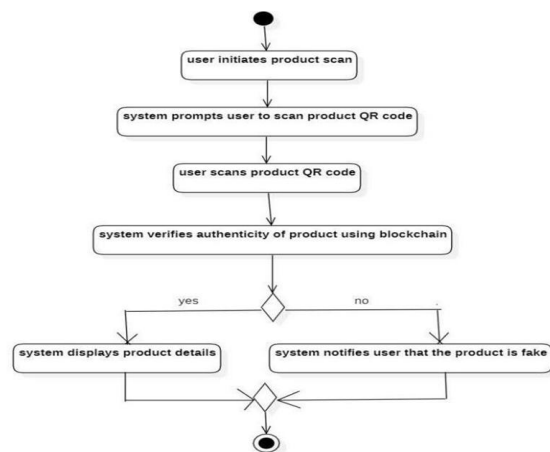 user initiates product scan
system prompts user to scan product QR code
user scans product QR code
system verifies authenticity of product using blockchain
yes
no
system displays product details
system notifies user that the product is fake